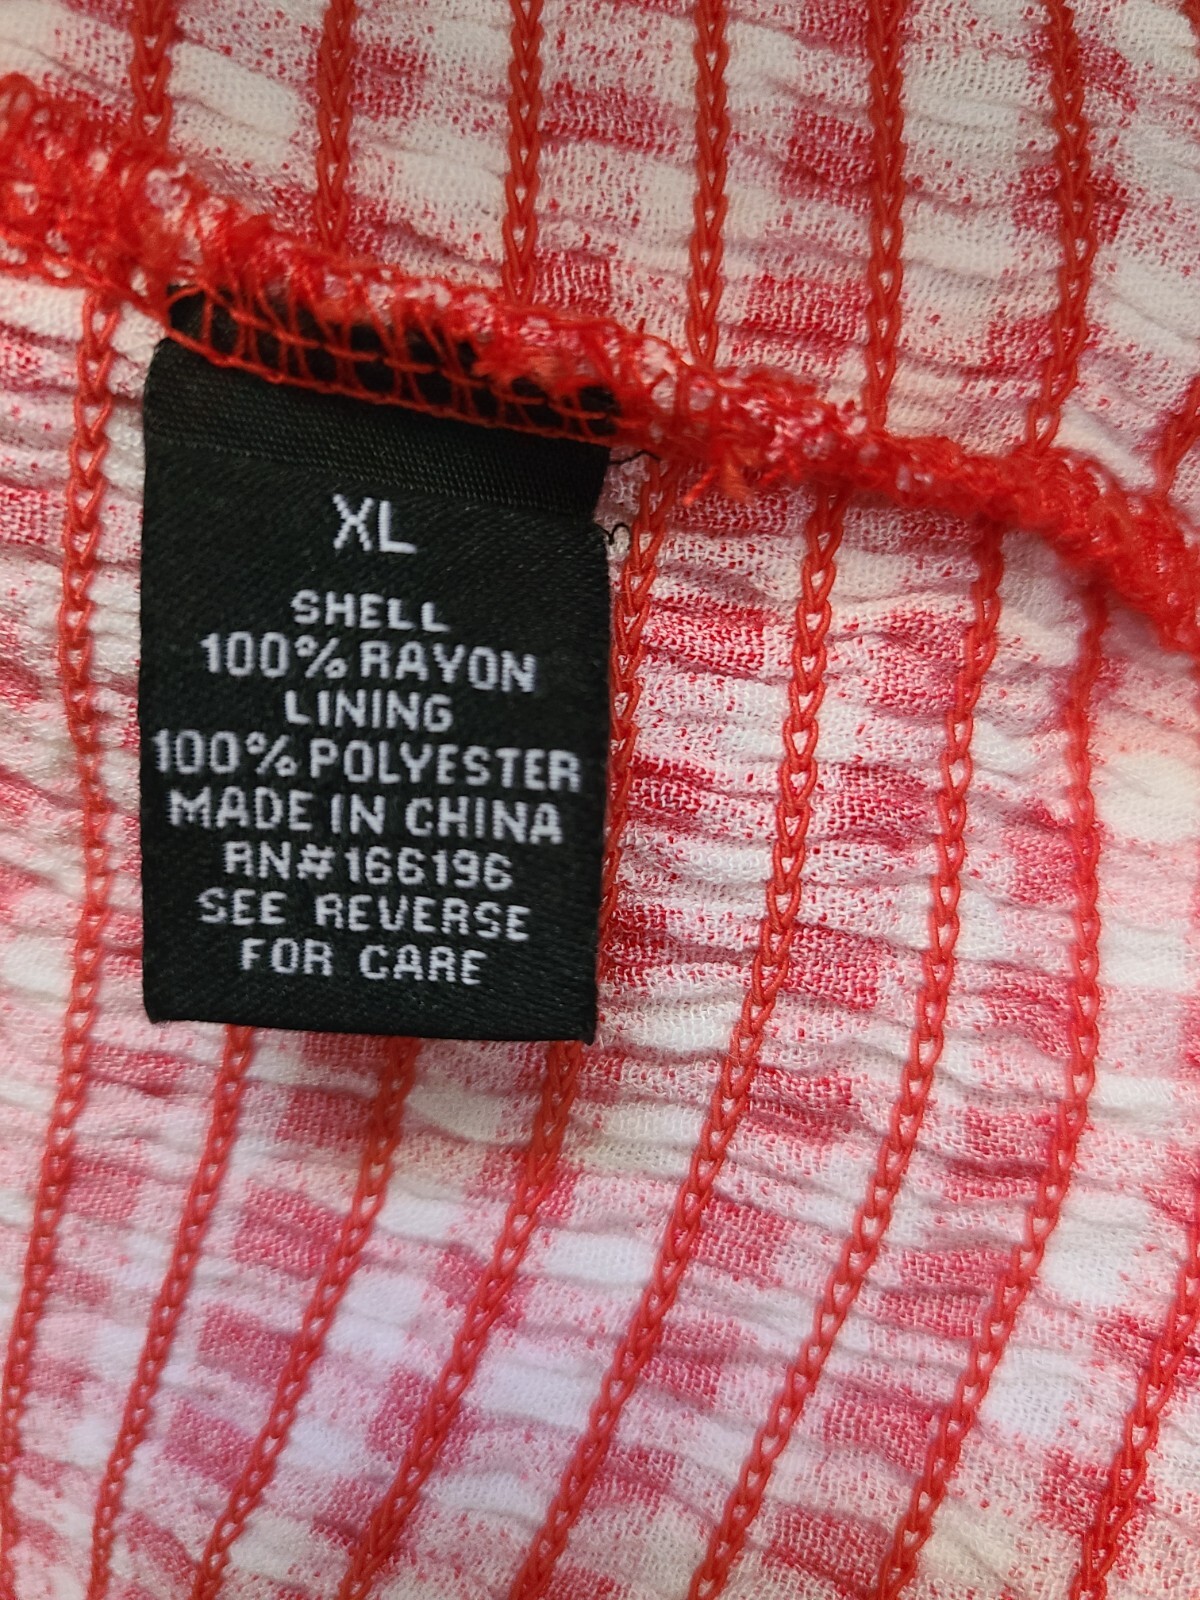 XL
SHELL
100% RAYON
LINING
100% POLYESTER
MADE IN CHINA
RN#166196
SEE REVERSE
FOR CARE